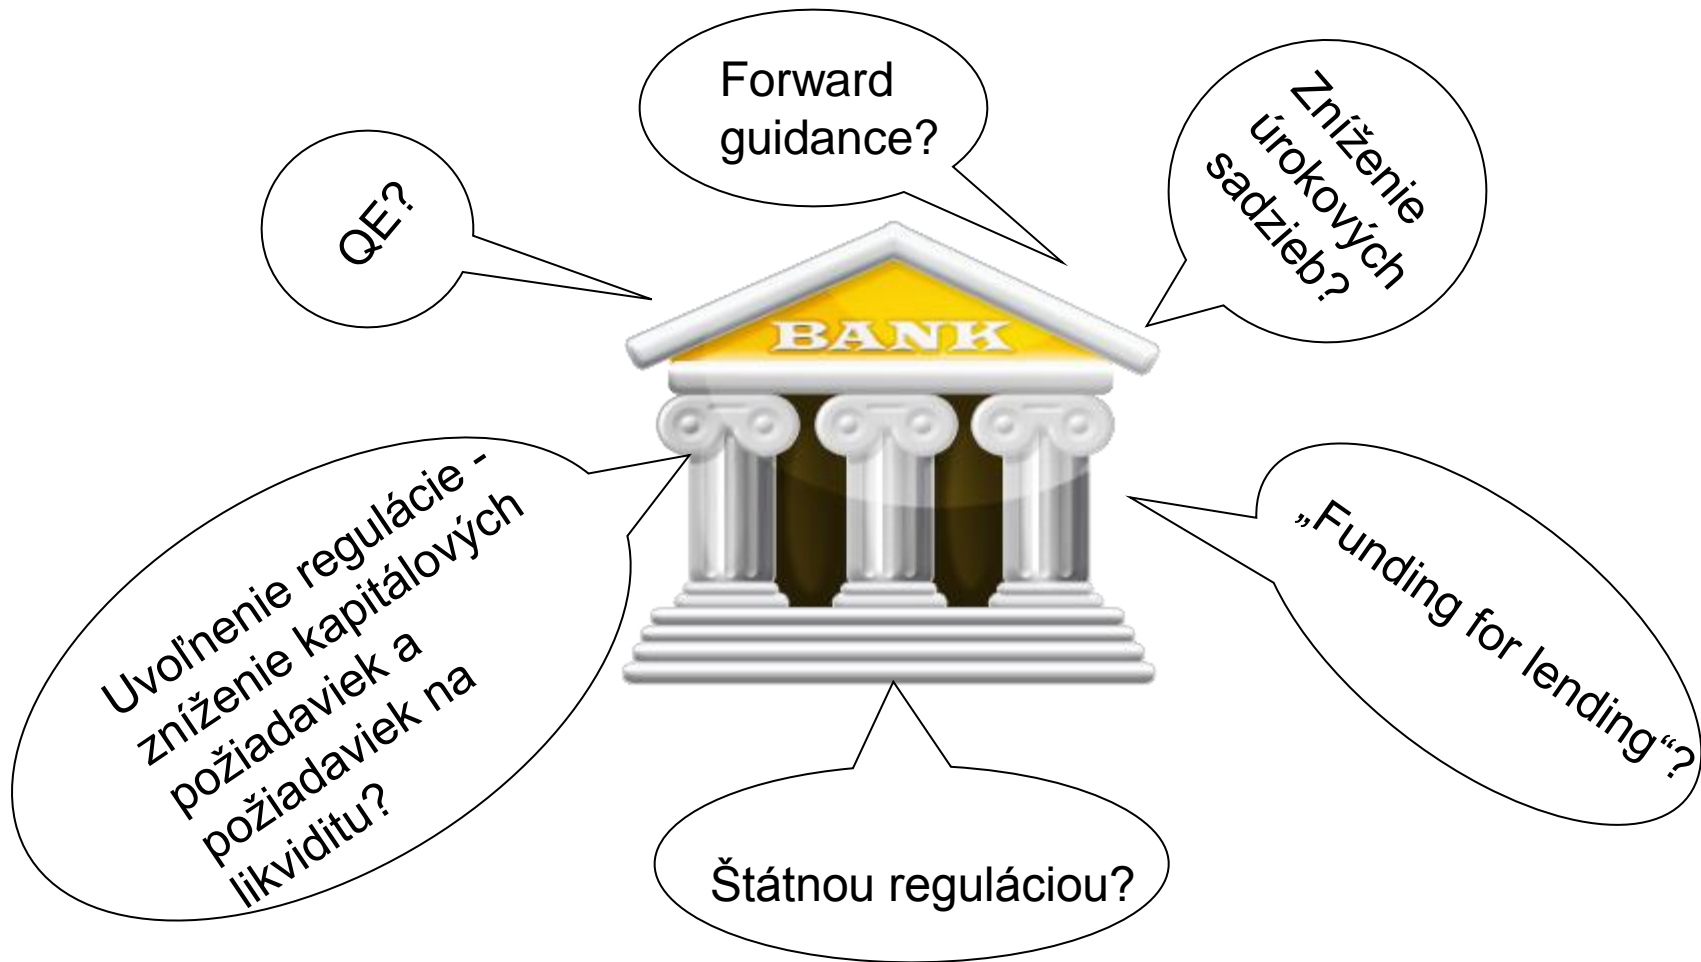 Forward
guidance?
QE?
Zníženie
úrokových
sadzieb?
BANK
Uvoľnenie regulácie -
zníženie kapitálových
požiadaviek a
požiadaviek na
likviditu?
„Funding for lending“?
Štátnou reguláciou?